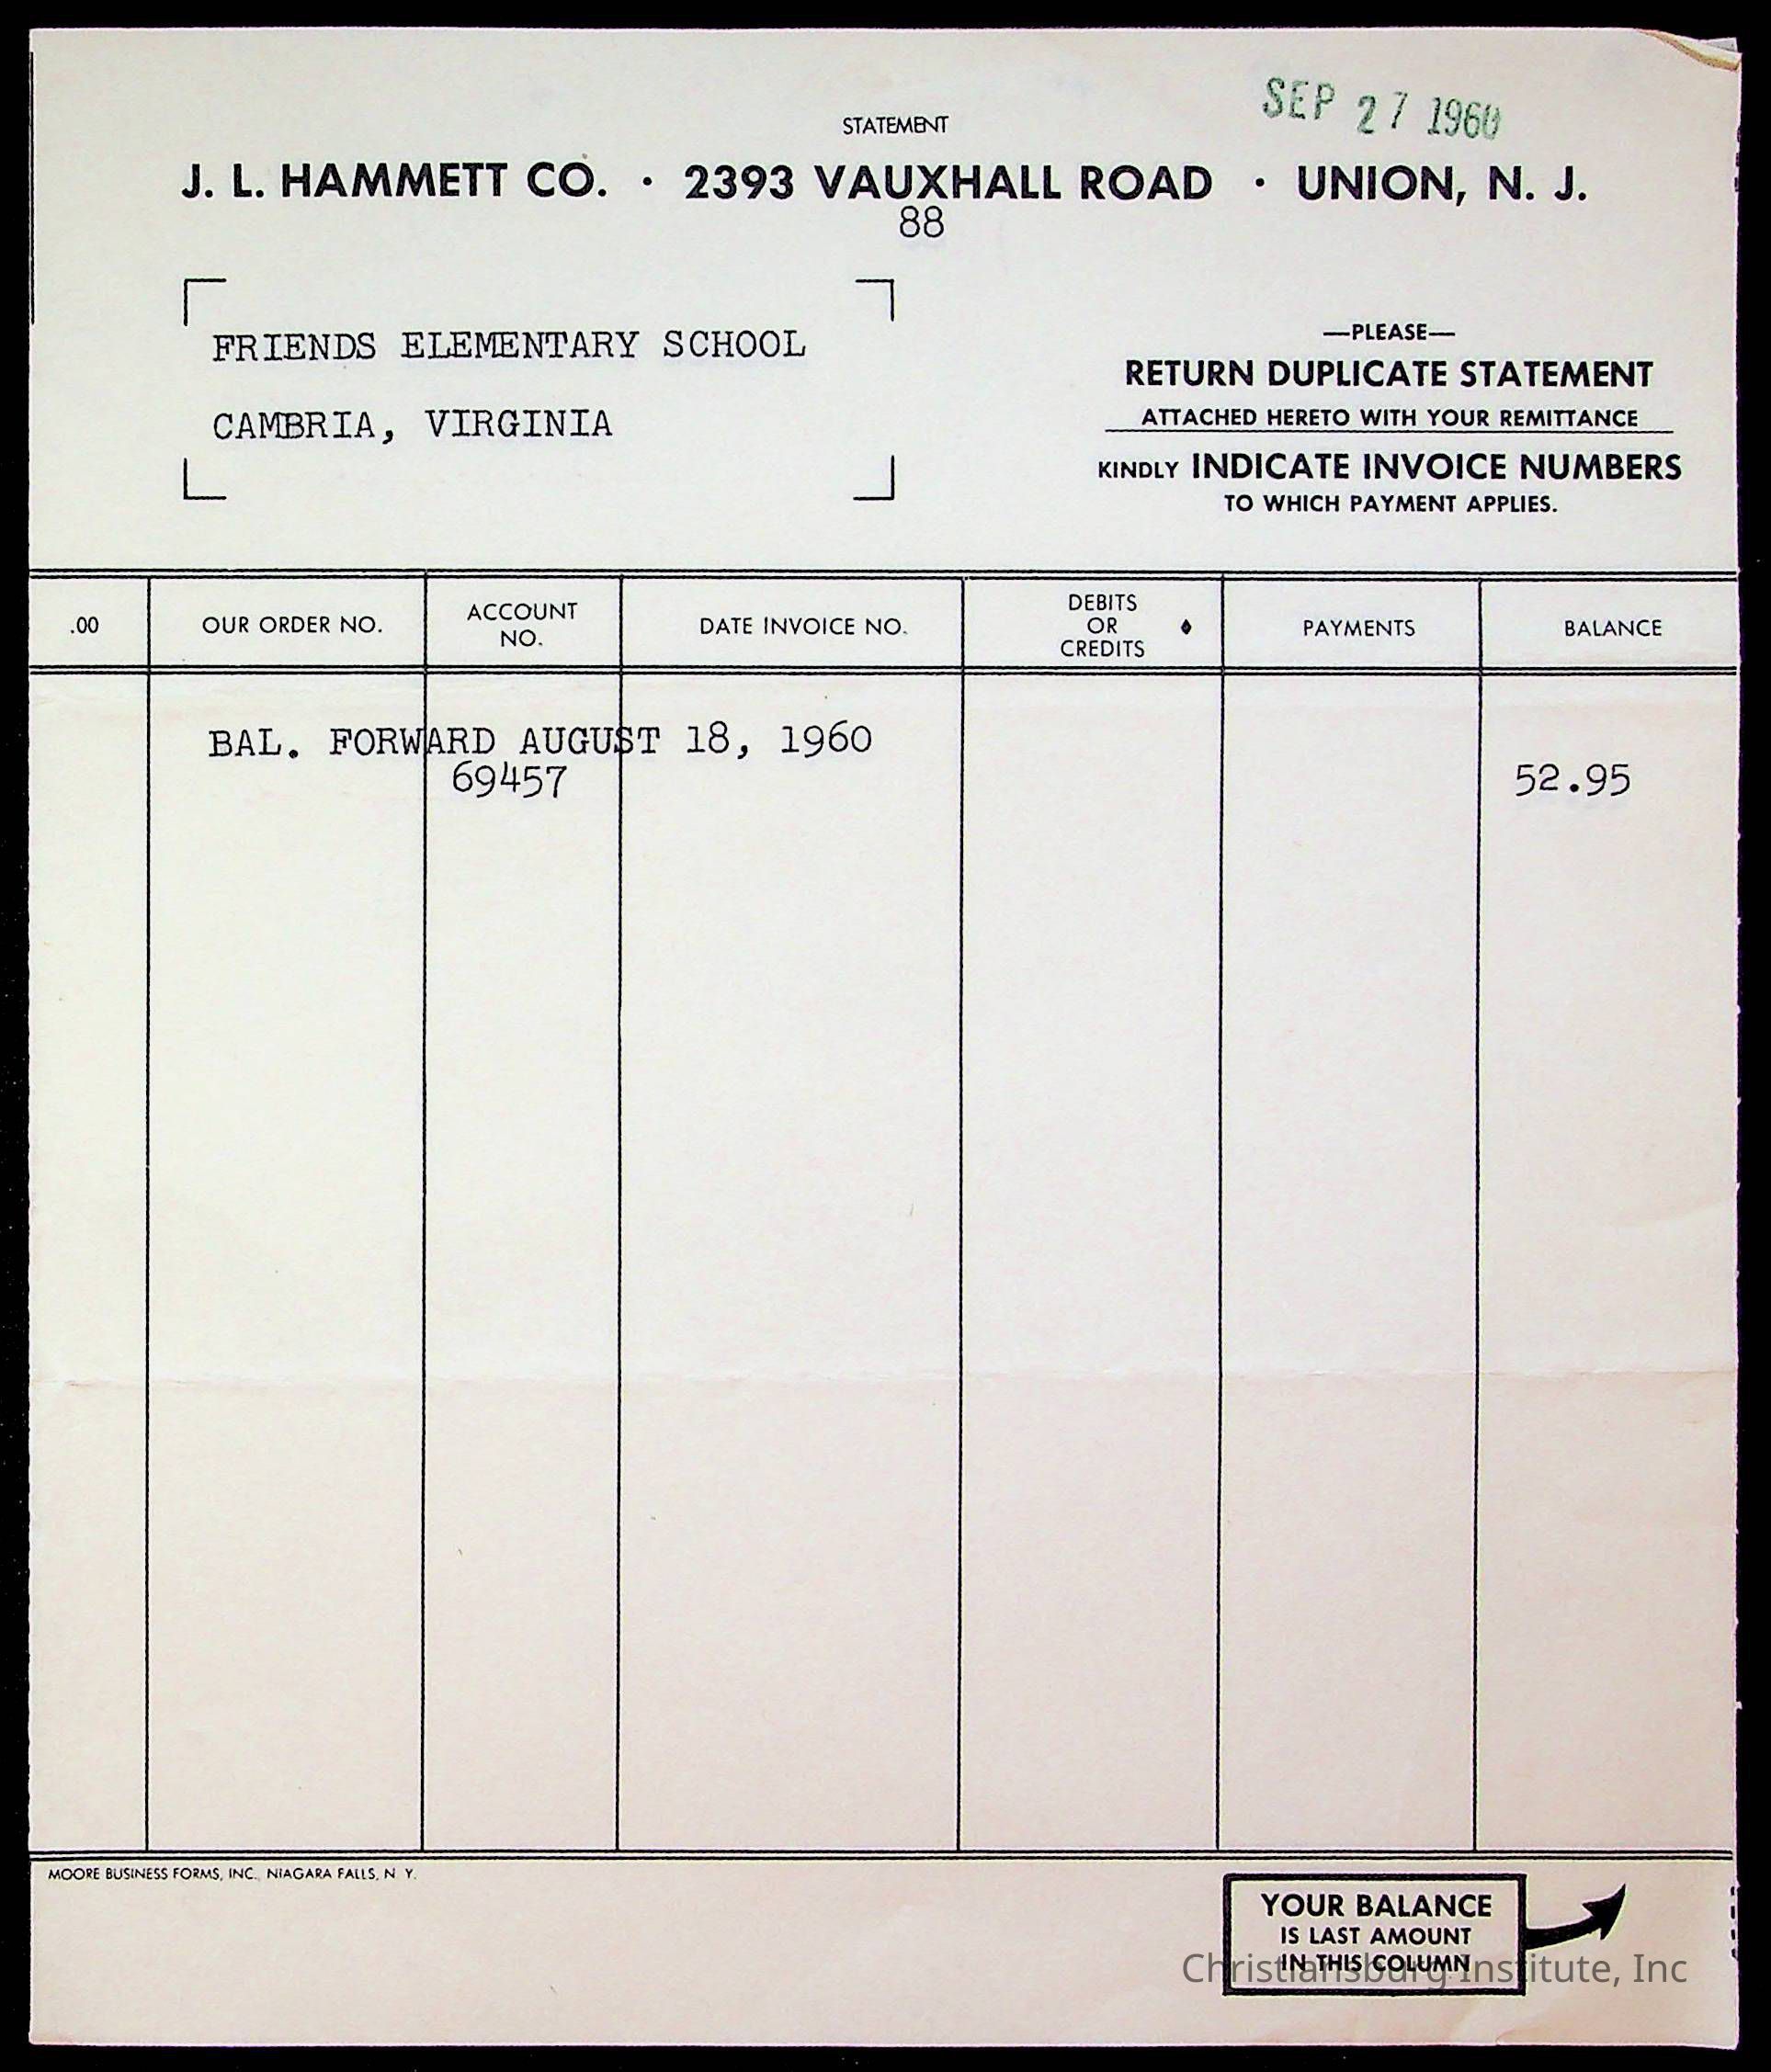 SEP 27 1960
STATEMENT
J. L. HAMMETT CO. · 2393 VAUXHALL ROAD · UNION, N. J.
88
FRIENDS ELEMENTARY SCHOOL
CAMBRIA, VIRGINIA
—PLEASE—
RETURN DUPLICATE STATEMENT
ATTACHED HERETO WITH YOUR REMITTANCE
KINDLY INDICATE INVOICE NUMBERS
TO WHICH PAYMENT APPLIES.
.00 OUR ORDER NO. ACCOUNT NO. DATE INVOICE NO. DEBITS OR CREDITS ♦ PAYMENTS BALANCE
BAL. FORWARD AUGUST 18, 1960
69457 52.95
MOORE BUSINESS FORMS, INC., NIAGARA FALLS, N. Y.
YOUR BALANCE
IS LAST AMOUNT
IN THIS COLUMN
Christiansburg Institute, Inc